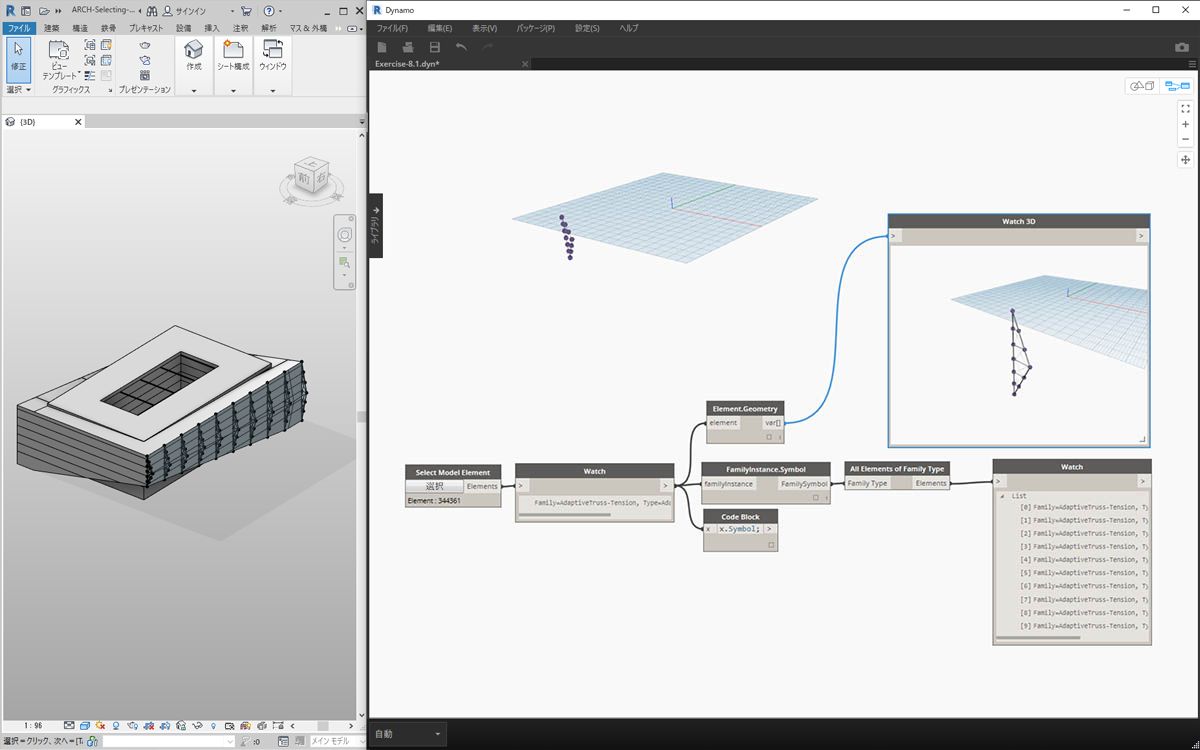 ARCH-Selecting-...
サインイン
ファイル 建築 構造 鉄骨 プレキャスト 設備 挿入 注釈 解析 マス & 外構
修正
ビュー
テンプレート
作成
シート構成
ウィンドウ
選択 グラフィックス プレゼンテーション
{3D}
上
前 右
1 : 96
選択=クリック、次へ=[T
:0
メイン モデル
Dynamo
ファイル(F) 編集(E) 表示(V) パッケージ(P) 設定(S) ヘルプ
Exercise-8.1.dyn*
ライブラリ
Watch 3D
> >
Element.Geometry
element var[]
Select Model Element
選択 Elements
Element : 344361
Watch
> >
Family=AdaptiveTruss-Tension, Type=Ada
FamilyInstance.Symbol
familyInstance FamilySymbol
All Elements of Family Type
Family Type Elements
Code Block
x x.Symbol; >
Watch
> >
List
[0] Family=AdaptiveTruss-Tension, Ty
[1] Family=AdaptiveTruss-Tension, Ty
[2] Family=AdaptiveTruss-Tension, Ty
[3] Family=AdaptiveTruss-Tension, Ty
[4] Family=AdaptiveTruss-Tension, Ty
[5] Family=AdaptiveTruss-Tension, Ty
[6] Family=AdaptiveTruss-Tension, Ty
[7] Family=AdaptiveTruss-Tension, Ty
[8] Family=AdaptiveTruss-Tension, Ty
[9] Family=AdaptiveTruss-Tension, Ty
自動